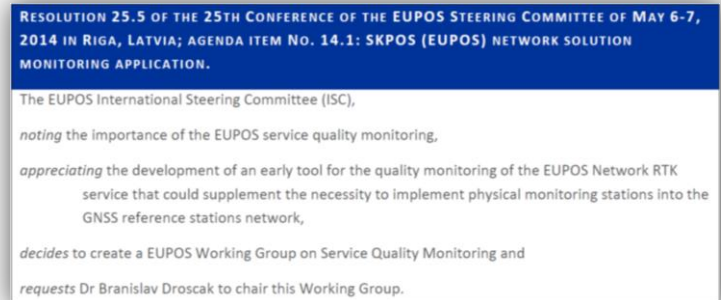 RESOLUTION 25.5 OF THE 25TH CONFERENCE OF THE EUPOS STEERING COMMITTEE OF MAY 6-7,
2014 IN RIGA, LATVIA; AGENDA ITEM NO. 14.1: SKPOS (EUPOS) NETWORK SOLUTION
MONITORING APPLICATION.
The EUPOS International Steering Committee (ISC),
noting the importance of the EUPOS service quality monitoring,
appreciating the development of an early tool for the quality monitoring of the EUPOS Network RTK
service that could supplement the necessity to implement physical monitoring stations into the
GNSS reference stations network,
decides to create a EUPOS Working Group on Service Quality Monitoring and
requests Dr Branislav Droscak to chair this Working Group.